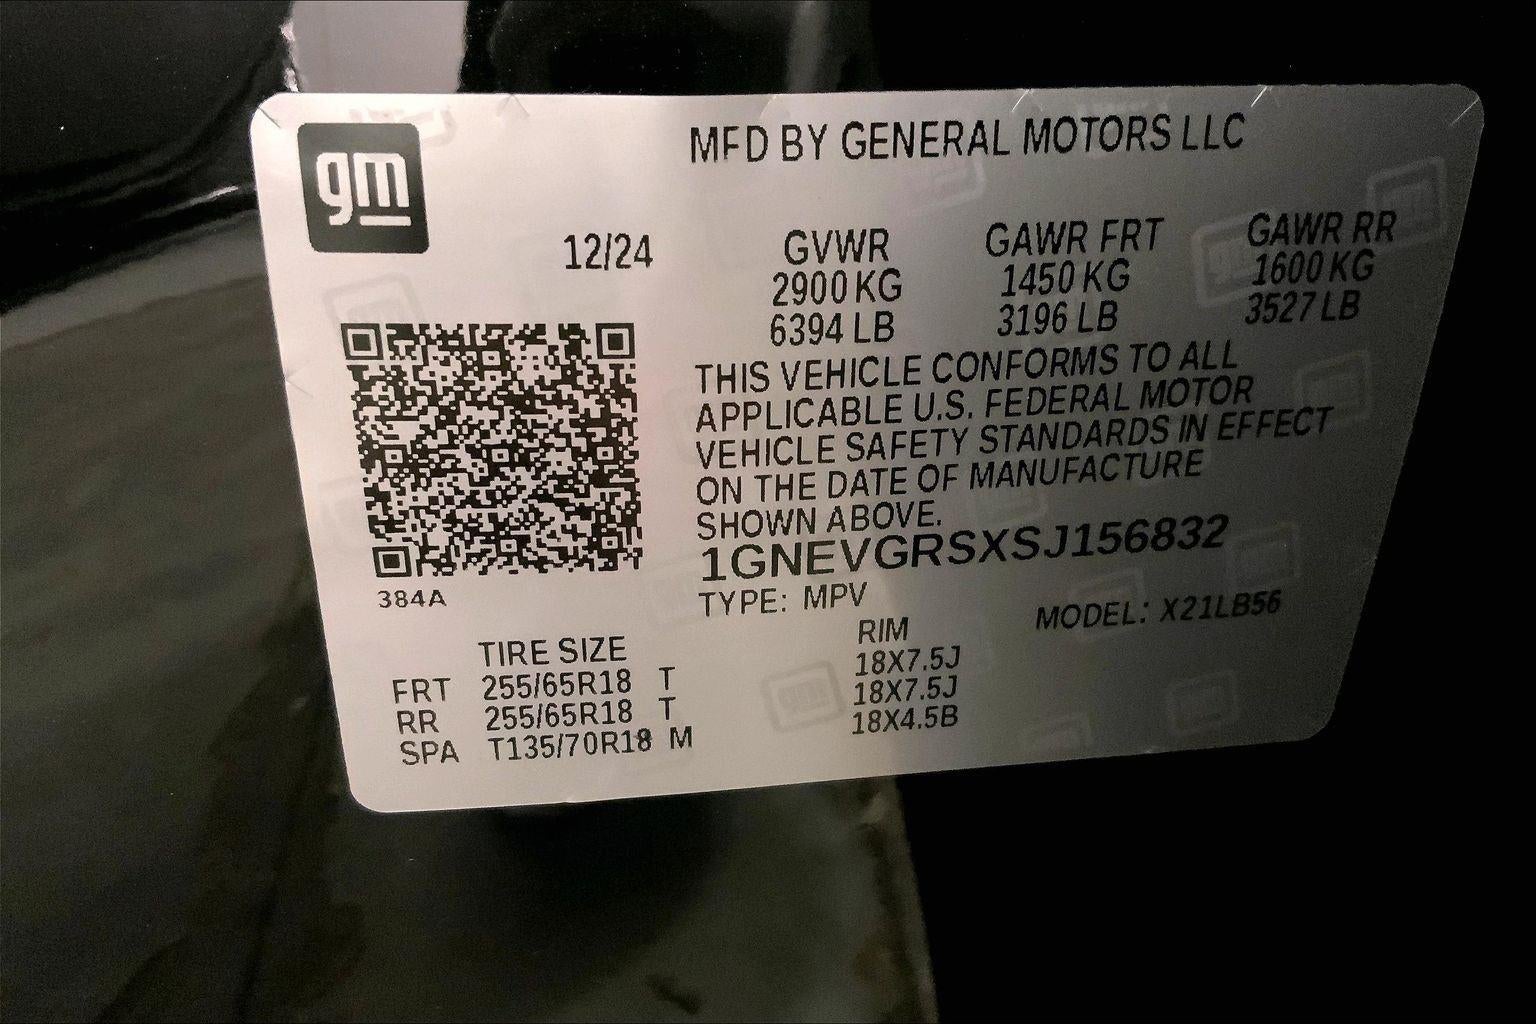 gm
MFD BY GENERAL MOTORS LLC
12/24
GVWR GAWR FRT GAWR RR
2900 KG 1450 KG 1600 KG
6394 LB 3196 LB 3527 LB
THIS VEHICLE CONFORMS TO ALL
APPLICABLE U.S. FEDERAL MOTOR
VEHICLE SAFETY STANDARDS IN EFFECT
ON THE DATE OF MANUFACTURE
SHOWN ABOVE.
1GNEVGRSXSJ156832
384A
TYPE: MPV MODEL: X21LB56
TIRE SIZE RIM
FRT 255/65R18 T 18X7.5J
RR 255/65R18 T 18X7.5J
SPA T135/70R18 M 18X4.5B